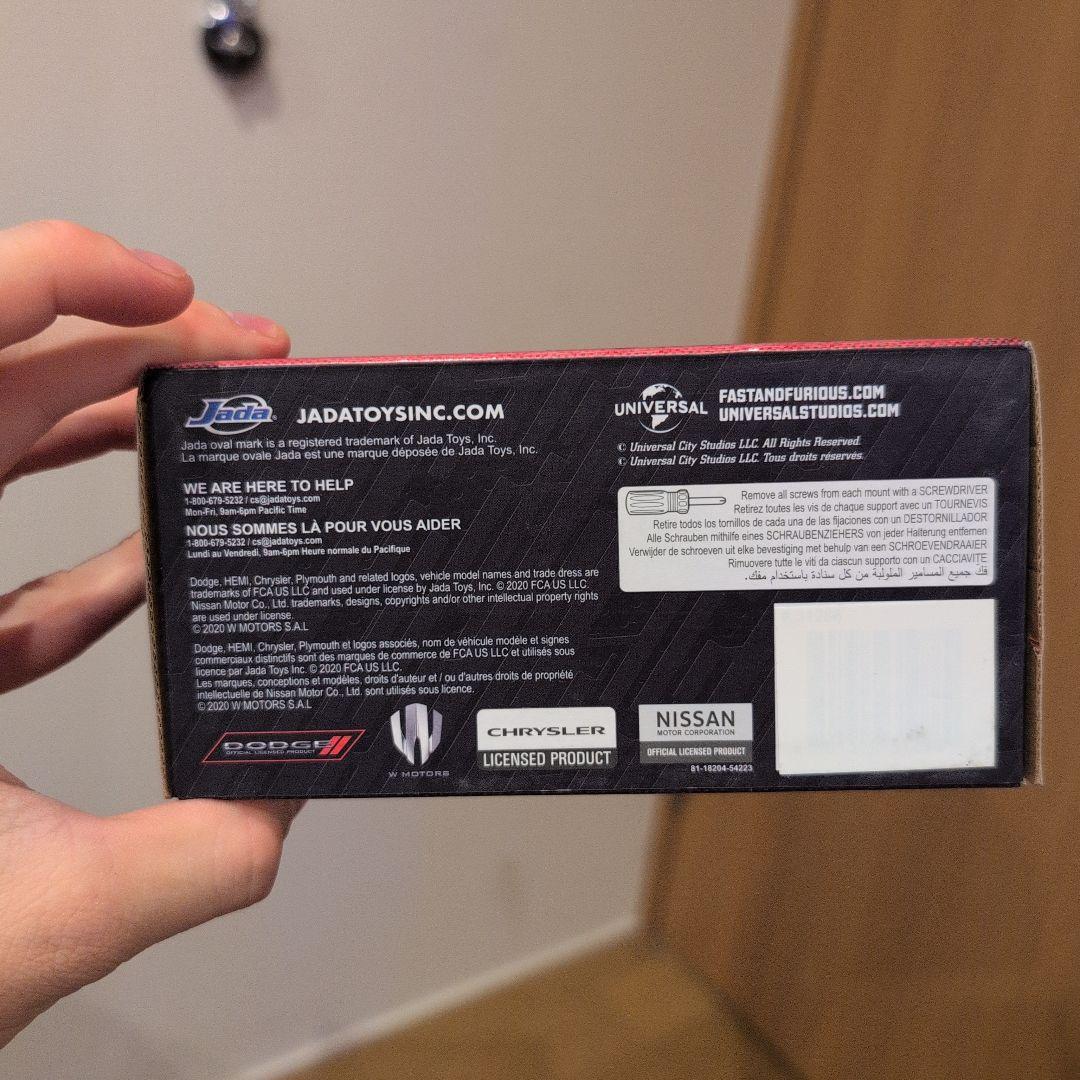 Jada
JADATOYSINC.COM
Jada oval mark is a registered trademark of Jada Toys, Inc.
La marque ovale Jada est une marque déposée de Jada Toys, Inc.
WE ARE HERE TO HELP
1-800-679-5232 / cs@jadatoys.com
Mon-Fri, 9am-6pm Pacific Time
NOUS SOMMES LÀ POUR VOUS AIDER
1-800-679-5232 / cs@jadatoys.com
Lundi au Vendredi, 9am-6pm Heure normale du Pacifique
Dodge, HEMI, Chrysler, Plymouth and related logos, vehicle model names and trade dress are
trademarks of FCA US LLC and used under license by Jada Toys, Inc. © 2020 FCA US LLC.
Nissan Motor Co., Ltd. trademarks, designs, copyrights and/or other intellectual property rights
are used under license.
© 2020 W MOTORS S.A.L
Dodge, HEMI, Chrysler, Plymouth et logos associés, nom de véhicule modèle et signes
commerciaux distinctifs sont des marques de commerce de FCA US LLC et utilisés sous
licence par Jada Toys Inc. © 2020 FCA US LLC.
Les marques, conceptions et modèles, droits d'auteur et / ou d'autres droits de propriété
intellectuelle de Nissan Motor Co., Ltd. sont utilisés sous licence.
© 2020 W MOTORS S.A.L
DODGE
OFFICIAL LICENSED PRODUCT
W MOTORS
CHRYSLER
LICENSED PRODUCT
NISSAN
MOTOR CORPORATION
OFFICIAL LICENSED PRODUCT
81-18204-54223
UNIVERSAL
FASTANDFURIOUS.COM
UNIVERSALSTUDIOS.COM
© Universal City Studios LLC. All Rights Reserved.
© Universal City Studios LLC. Tous droits réservés.
Remove all screws from each mount with a SCREWDRIVER
Retirez toutes les vis de chaque support avec un TOURNEVIS
Retire todos los tornillos de cada una de las fijaciones con un DESTORNILLADOR
Alle Schrauben mithilfe eines SCHRAUBENZIEHERS von jeder Halterung entfernen
Verwijder de schroeven uit elke bevestiging met behulp van een SCHROEVENDRAAIER
Rimuovere tutte le viti da ciascun supporto con un CACCIAVITE
فك جميع المسامير الملولبة من كل سنادة باستخدام مفك.